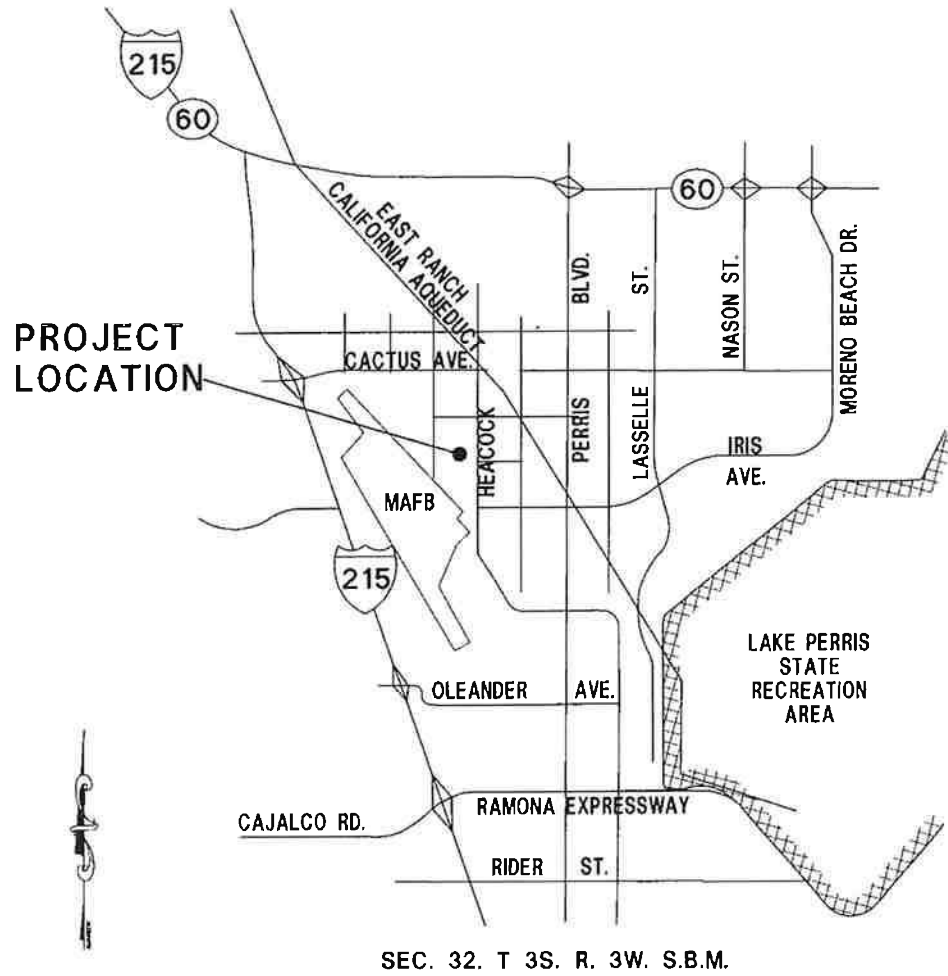 215
60
60
EAST RANCH
CALIFORNIA AQUEDUCT
BLVD.
ST.
NASON ST.
MORENO BEACH DR.
PROJECT
LOCATION
CACTUS AVE.
HEACOCK
PERRIS
LASSELLE
IRIS
AVE.
MAFB
215
LAKE PERRIS
STATE
RECREATION
AREA
OLEANDER AVE.
RAMONA EXPRESSWAY
CAJALCO RD.
RIDER ST.
SEC. 32. T 3S. R. 3W. S.B.M.